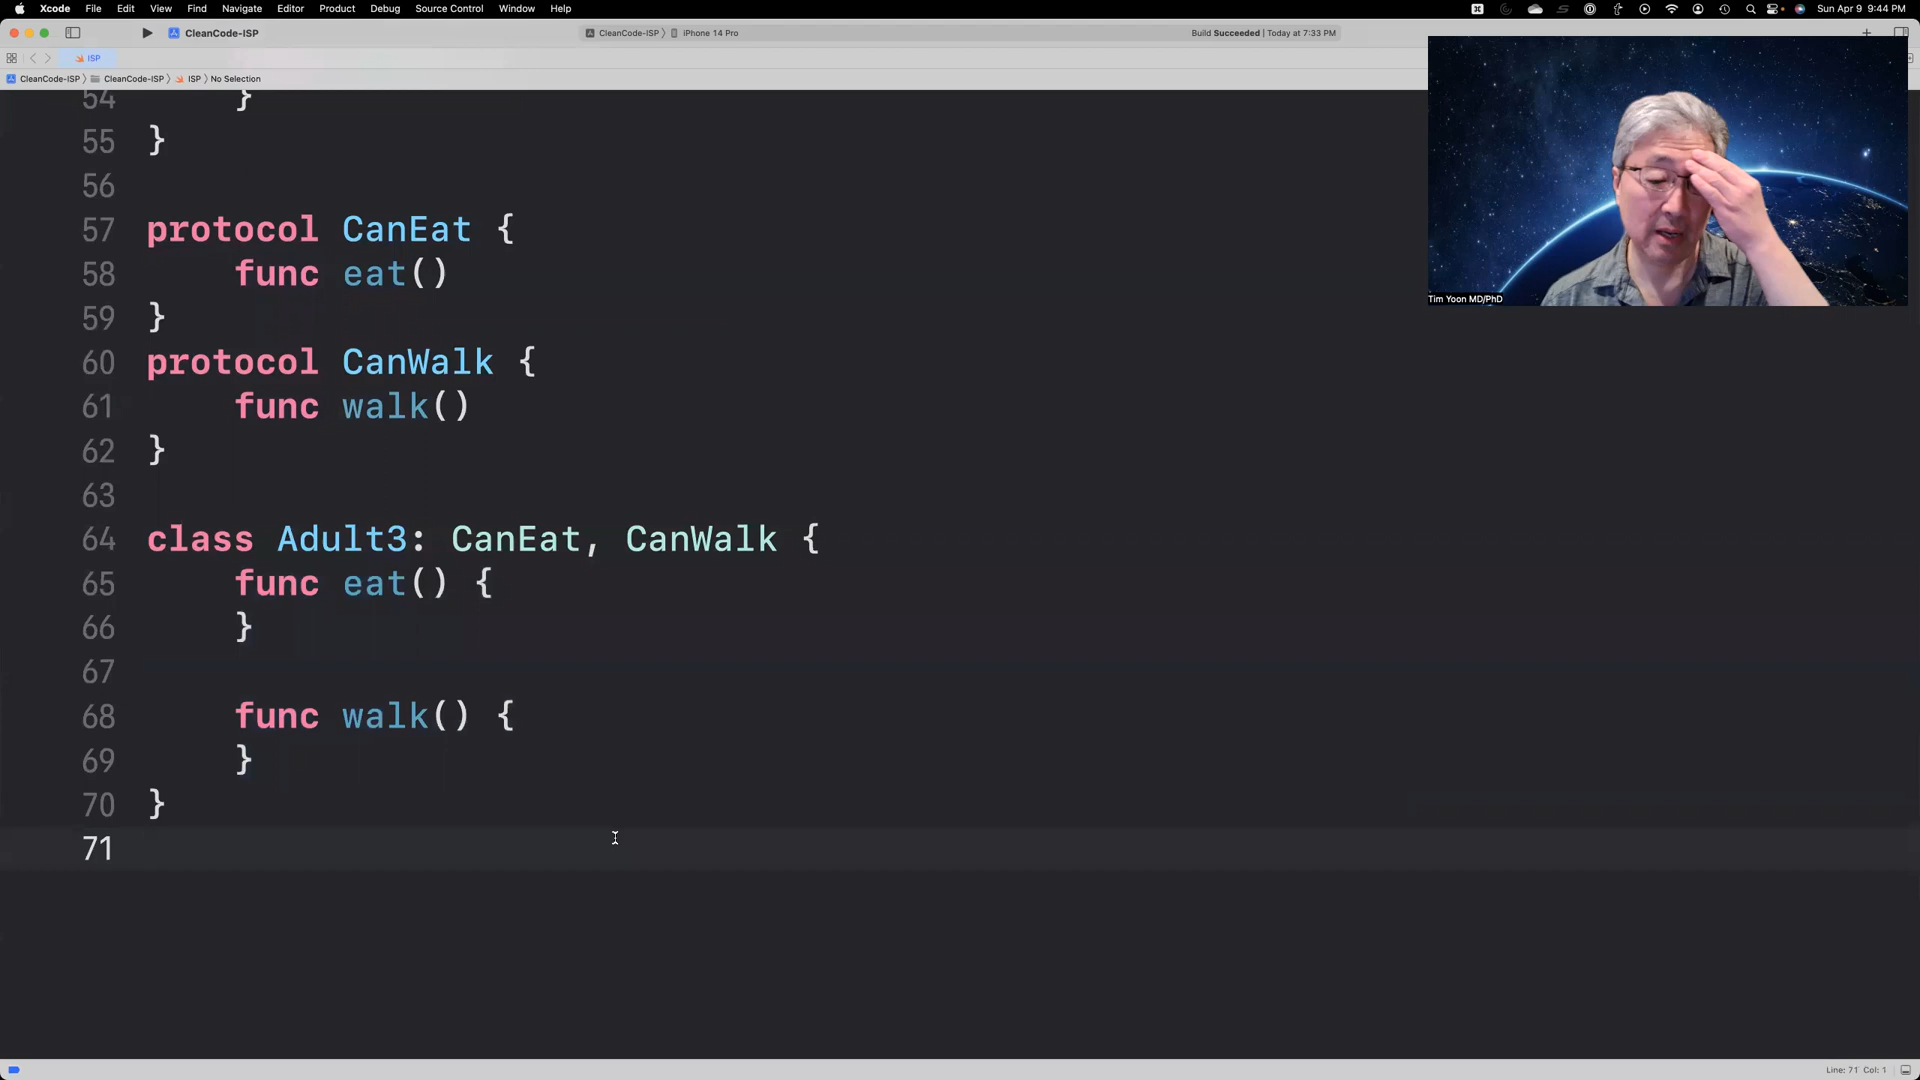 Xcode File Edit View Find Navigate Editor Product Debug Source Control Window Help Sun Apr 9 9:44 PM
CleanCode-ISP CleanCode-ISP 〉 iPhone 14 Pro Build Succeeded | Today at 7:33 PM
ISP
CleanCode-ISP 〉 CleanCode-ISP 〉 ISP 〉 No Selection
54 }
55 }
56
57 protocol CanEat {
58 func eat()
59 }
60 protocol CanWalk {
61 func walk()
62 }
63
64 class Adult3: CanEat, CanWalk {
65 func eat() {
66 }
67
68 func walk() {
69 }
70 }
71
Tim Yoon MD/PhD
Line: 71 Col: 1